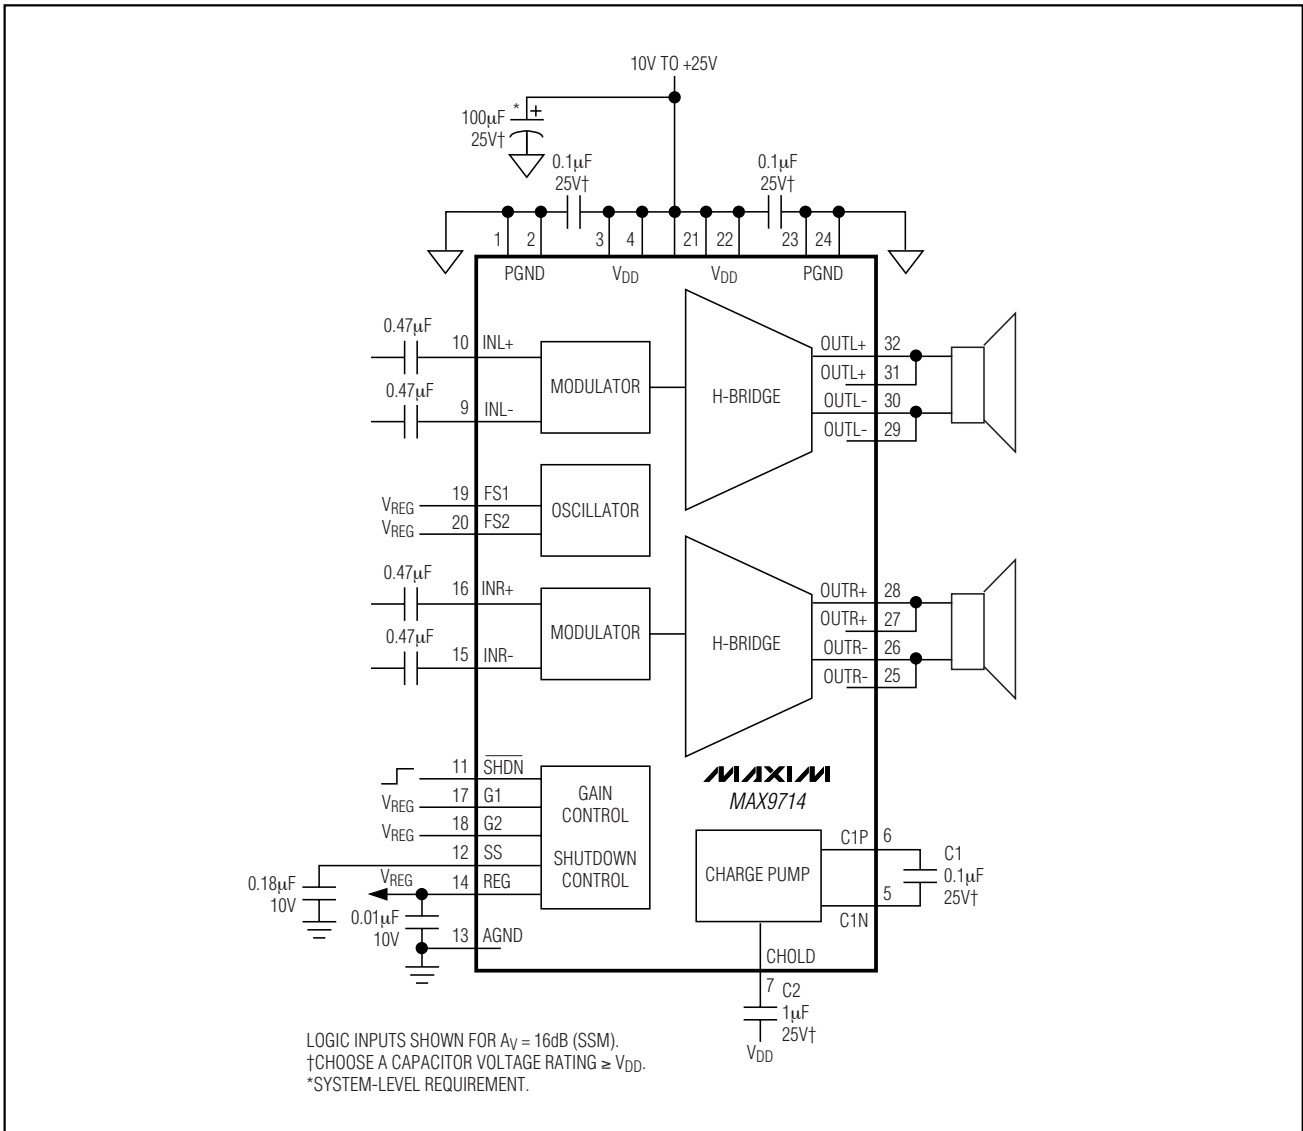 10V TO +25V
100µF
*
+
25V†
0.1µF
25V†
0.1µF
25V†
1
2
3
4
21
22
23
24
PGND
VDD
VDD
PGND
0.47µF
10
INL+
0.47µF
9
INL-
MODULATOR
H-BRIDGE
OUTL+
32
OUTL+
31
OUTL-
30
OUTL-
29
VREG
19
FS1
VREG
20
FS2
OSCILLATOR
0.47µF
16
INR+
0.47µF
15
INR-
MODULATOR
H-BRIDGE
OUTR+
28
OUTR+
27
OUTR-
26
OUTR-
25
11
SHDN
VREG
17
G1
VREG
18
G2
12
SS
VREG
14
REG
GAIN
CONTROL
SHUTDOWN
CONTROL
0.18µF
10V
0.01µF
10V
13
AGND
MAXIM
MAX9714
CHARGE PUMP
C1P
6
C1
0.1µF
25V†
5
C1N
CHOLD
7
C2
1µF
25V†
VDD
LOGIC INPUTS SHOWN FOR AV = 16dB (SSM).
†CHOOSE A CAPACITOR VOLTAGE RATING ≥ VDD.
*SYSTEM-LEVEL REQUIREMENT.